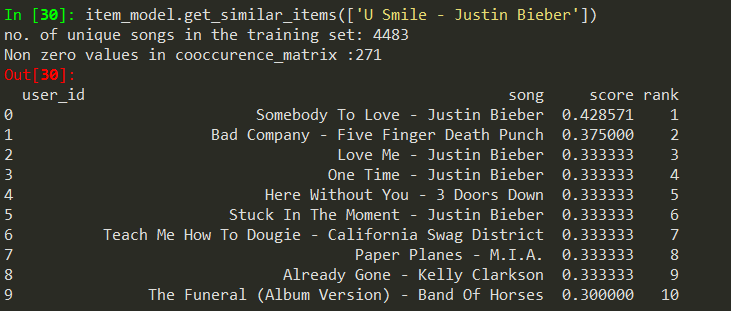 In [30]: item_model.get_similar_items(['U Smile - Justin Bieber'])
no. of unique songs in the training set: 4483
Non zero values in cooccurence_matrix :271
Out[30]:
user_id song score rank
0 Somebody To Love - Justin Bieber 0.428571 1
1 Bad Company - Five Finger Death Punch 0.375000 2
2 Love Me - Justin Bieber 0.333333 3
3 One Time - Justin Bieber 0.333333 4
4 Here Without You - 3 Doors Down 0.333333 5
5 Stuck In The Moment - Justin Bieber 0.333333 6
6 Teach Me How To Dougie - California Swag District 0.333333 7
7 Paper Planes - M.I.A. 0.333333 8
8 Already Gone - Kelly Clarkson 0.333333 9
9 The Funeral (Album Version) - Band Of Horses 0.300000 10